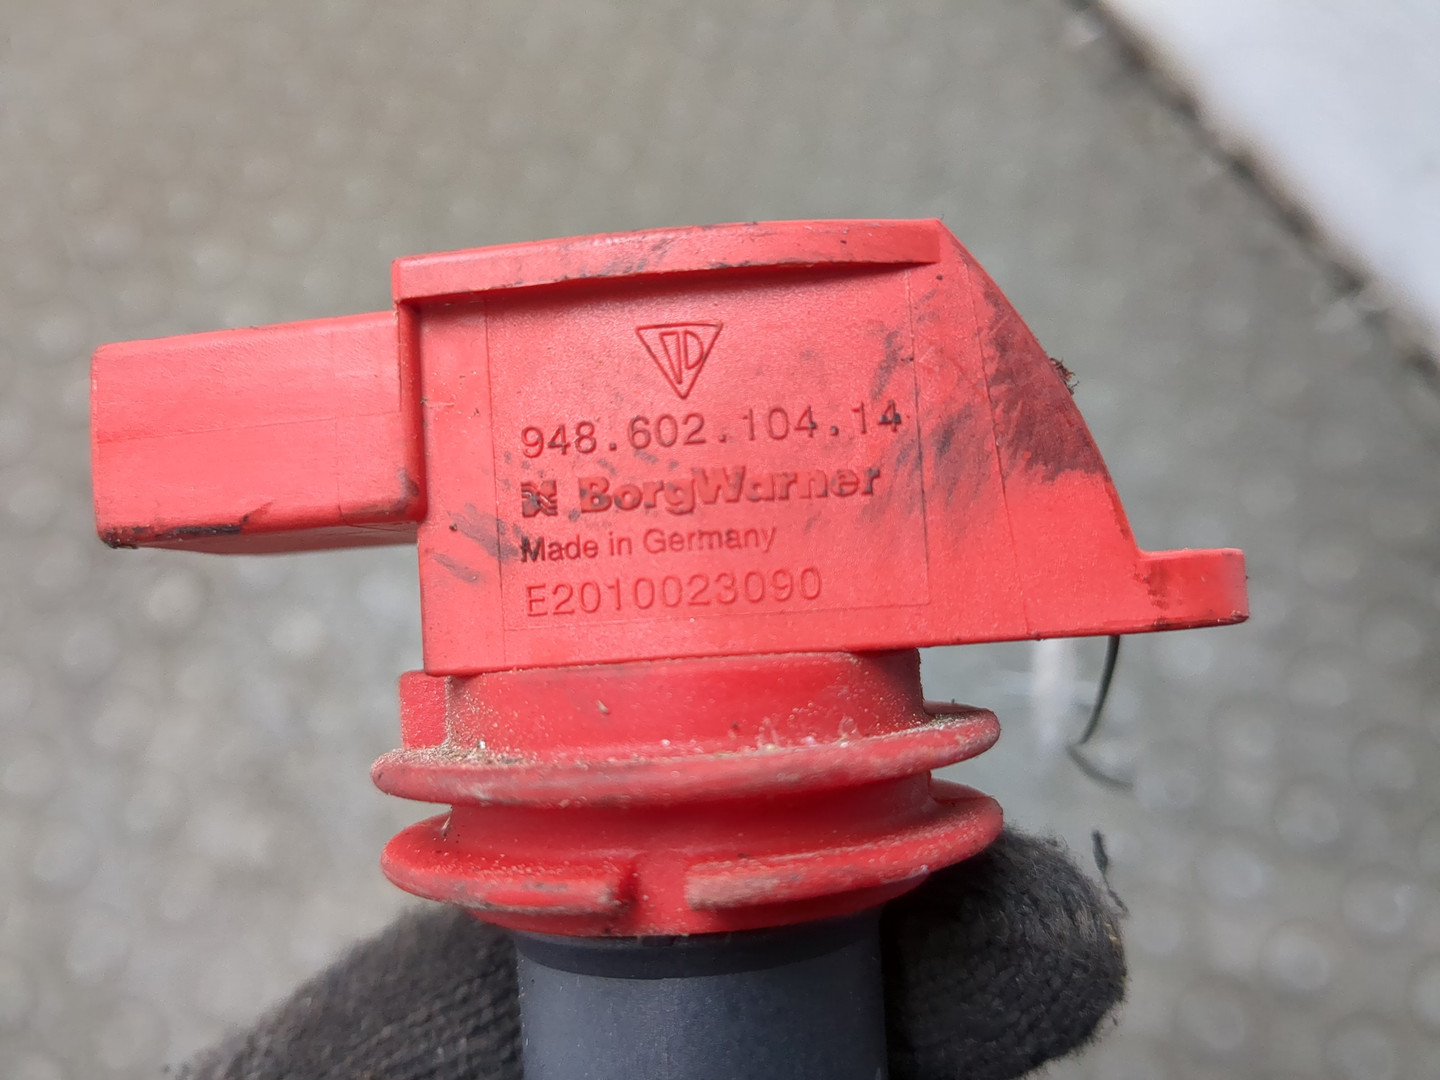 948.602.104.14
BorgWarner
Made in Germany
E2010023090